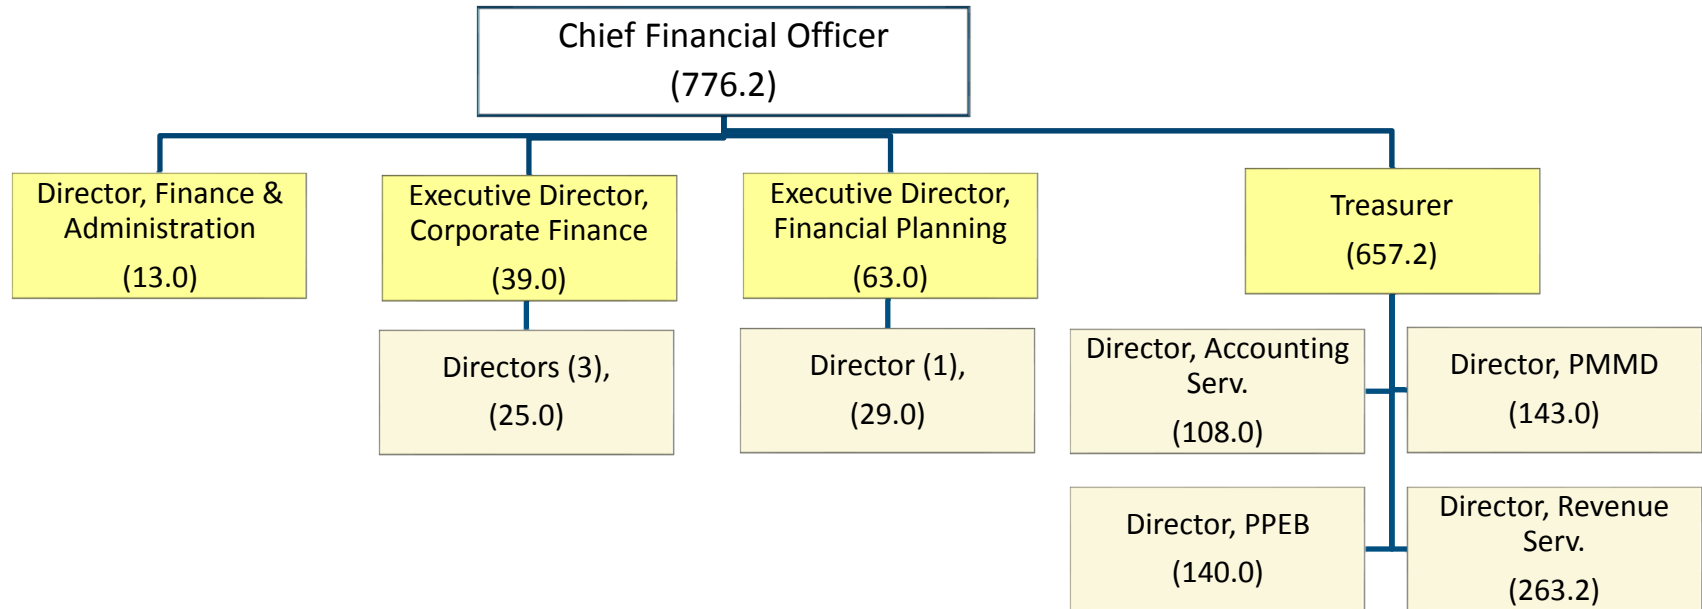 Chief Financial Officer
(776.2)
Director, Finance &
Administration
(13.0)
Executive Director,
Corporate Finance
(39.0)
Executive Director,
Financial Planning
(63.0)
Treasurer
(657.2)
Directors (3),
(25.0)
Director (1),
(29.0)
Director, Accounting
Serv.
(108.0)
Director, PMMD
(143.0)
Director, PPEB
(140.0)
Director, Revenue
Serv.
(263.2)